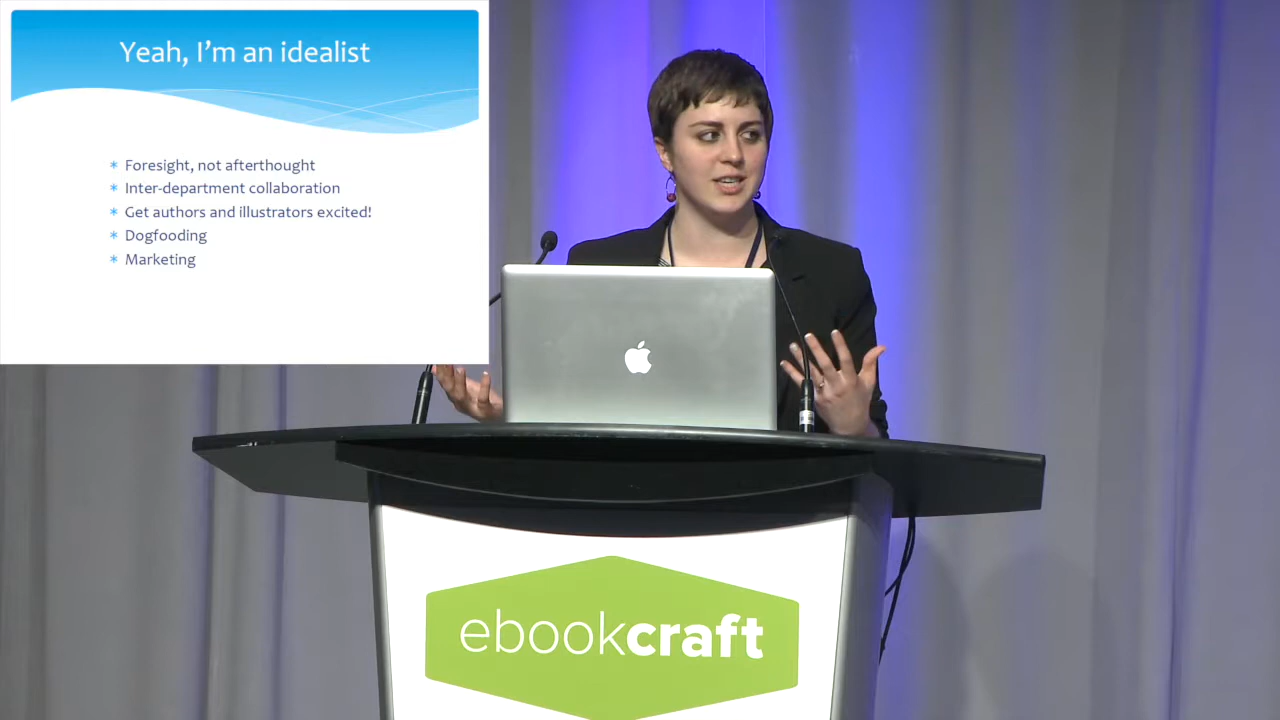 Yeah, I'm an idealist
* Foresight, not afterthought
* Inter-department collaboration
* Get authors and illustrators excited!
* Dogfooding
* Marketing
ebookcraft